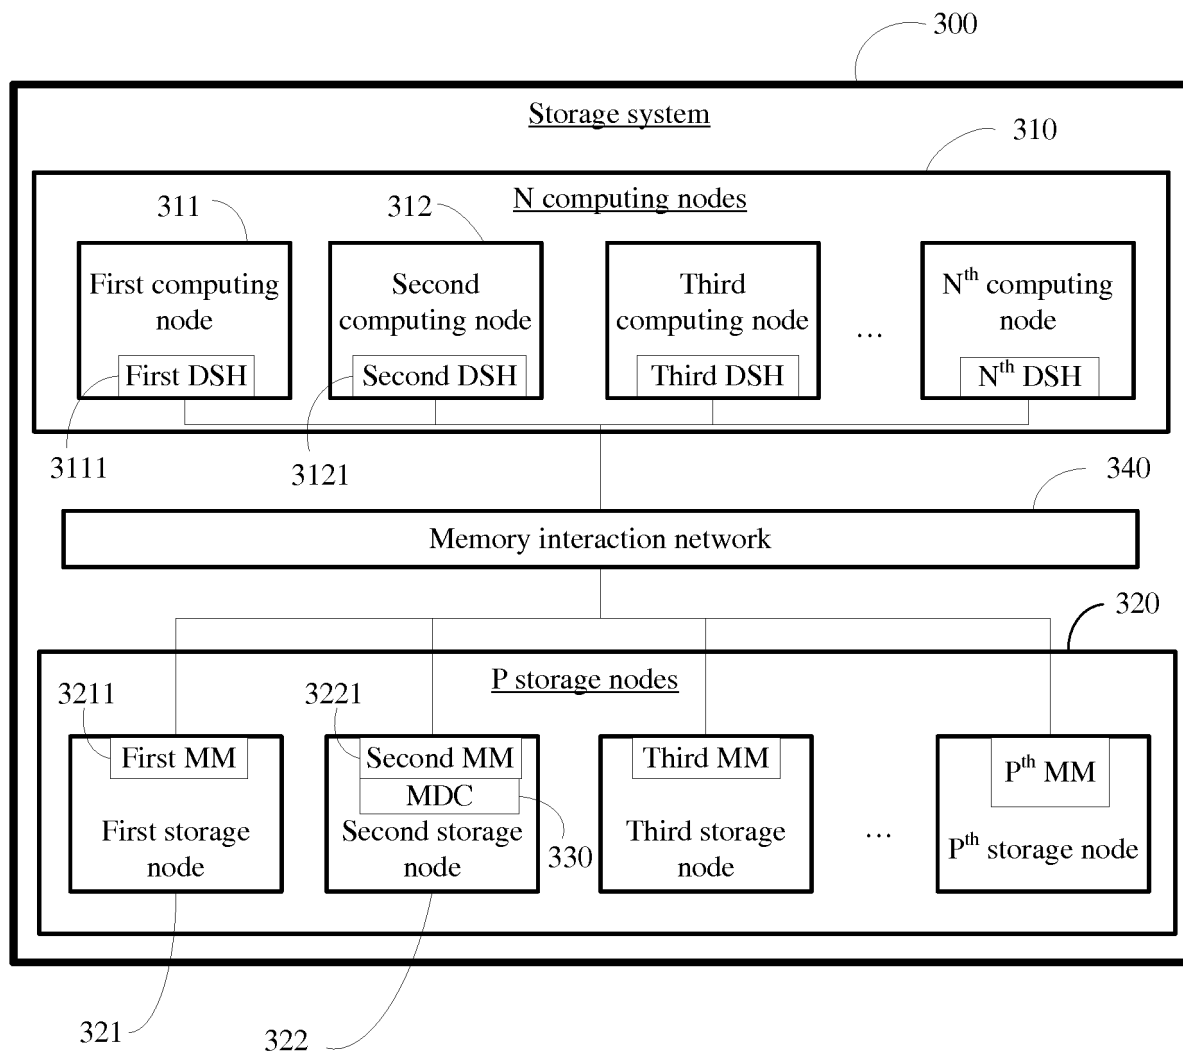 300
Storage system
310
N computing nodes
311
312
First computing
node
Second
computing node
Third
computing node
...
Nth computing
node
First DSH
Second DSH
Third DSH
Nth DSH
3111
3121
340
Memory interaction network
320
P storage nodes
3211
3221
First MM
Second MM
Third MM
Pth MM
MDC
First storage
node
Second storage
node
330
Third storage
node
...
Pth storage node
321
322